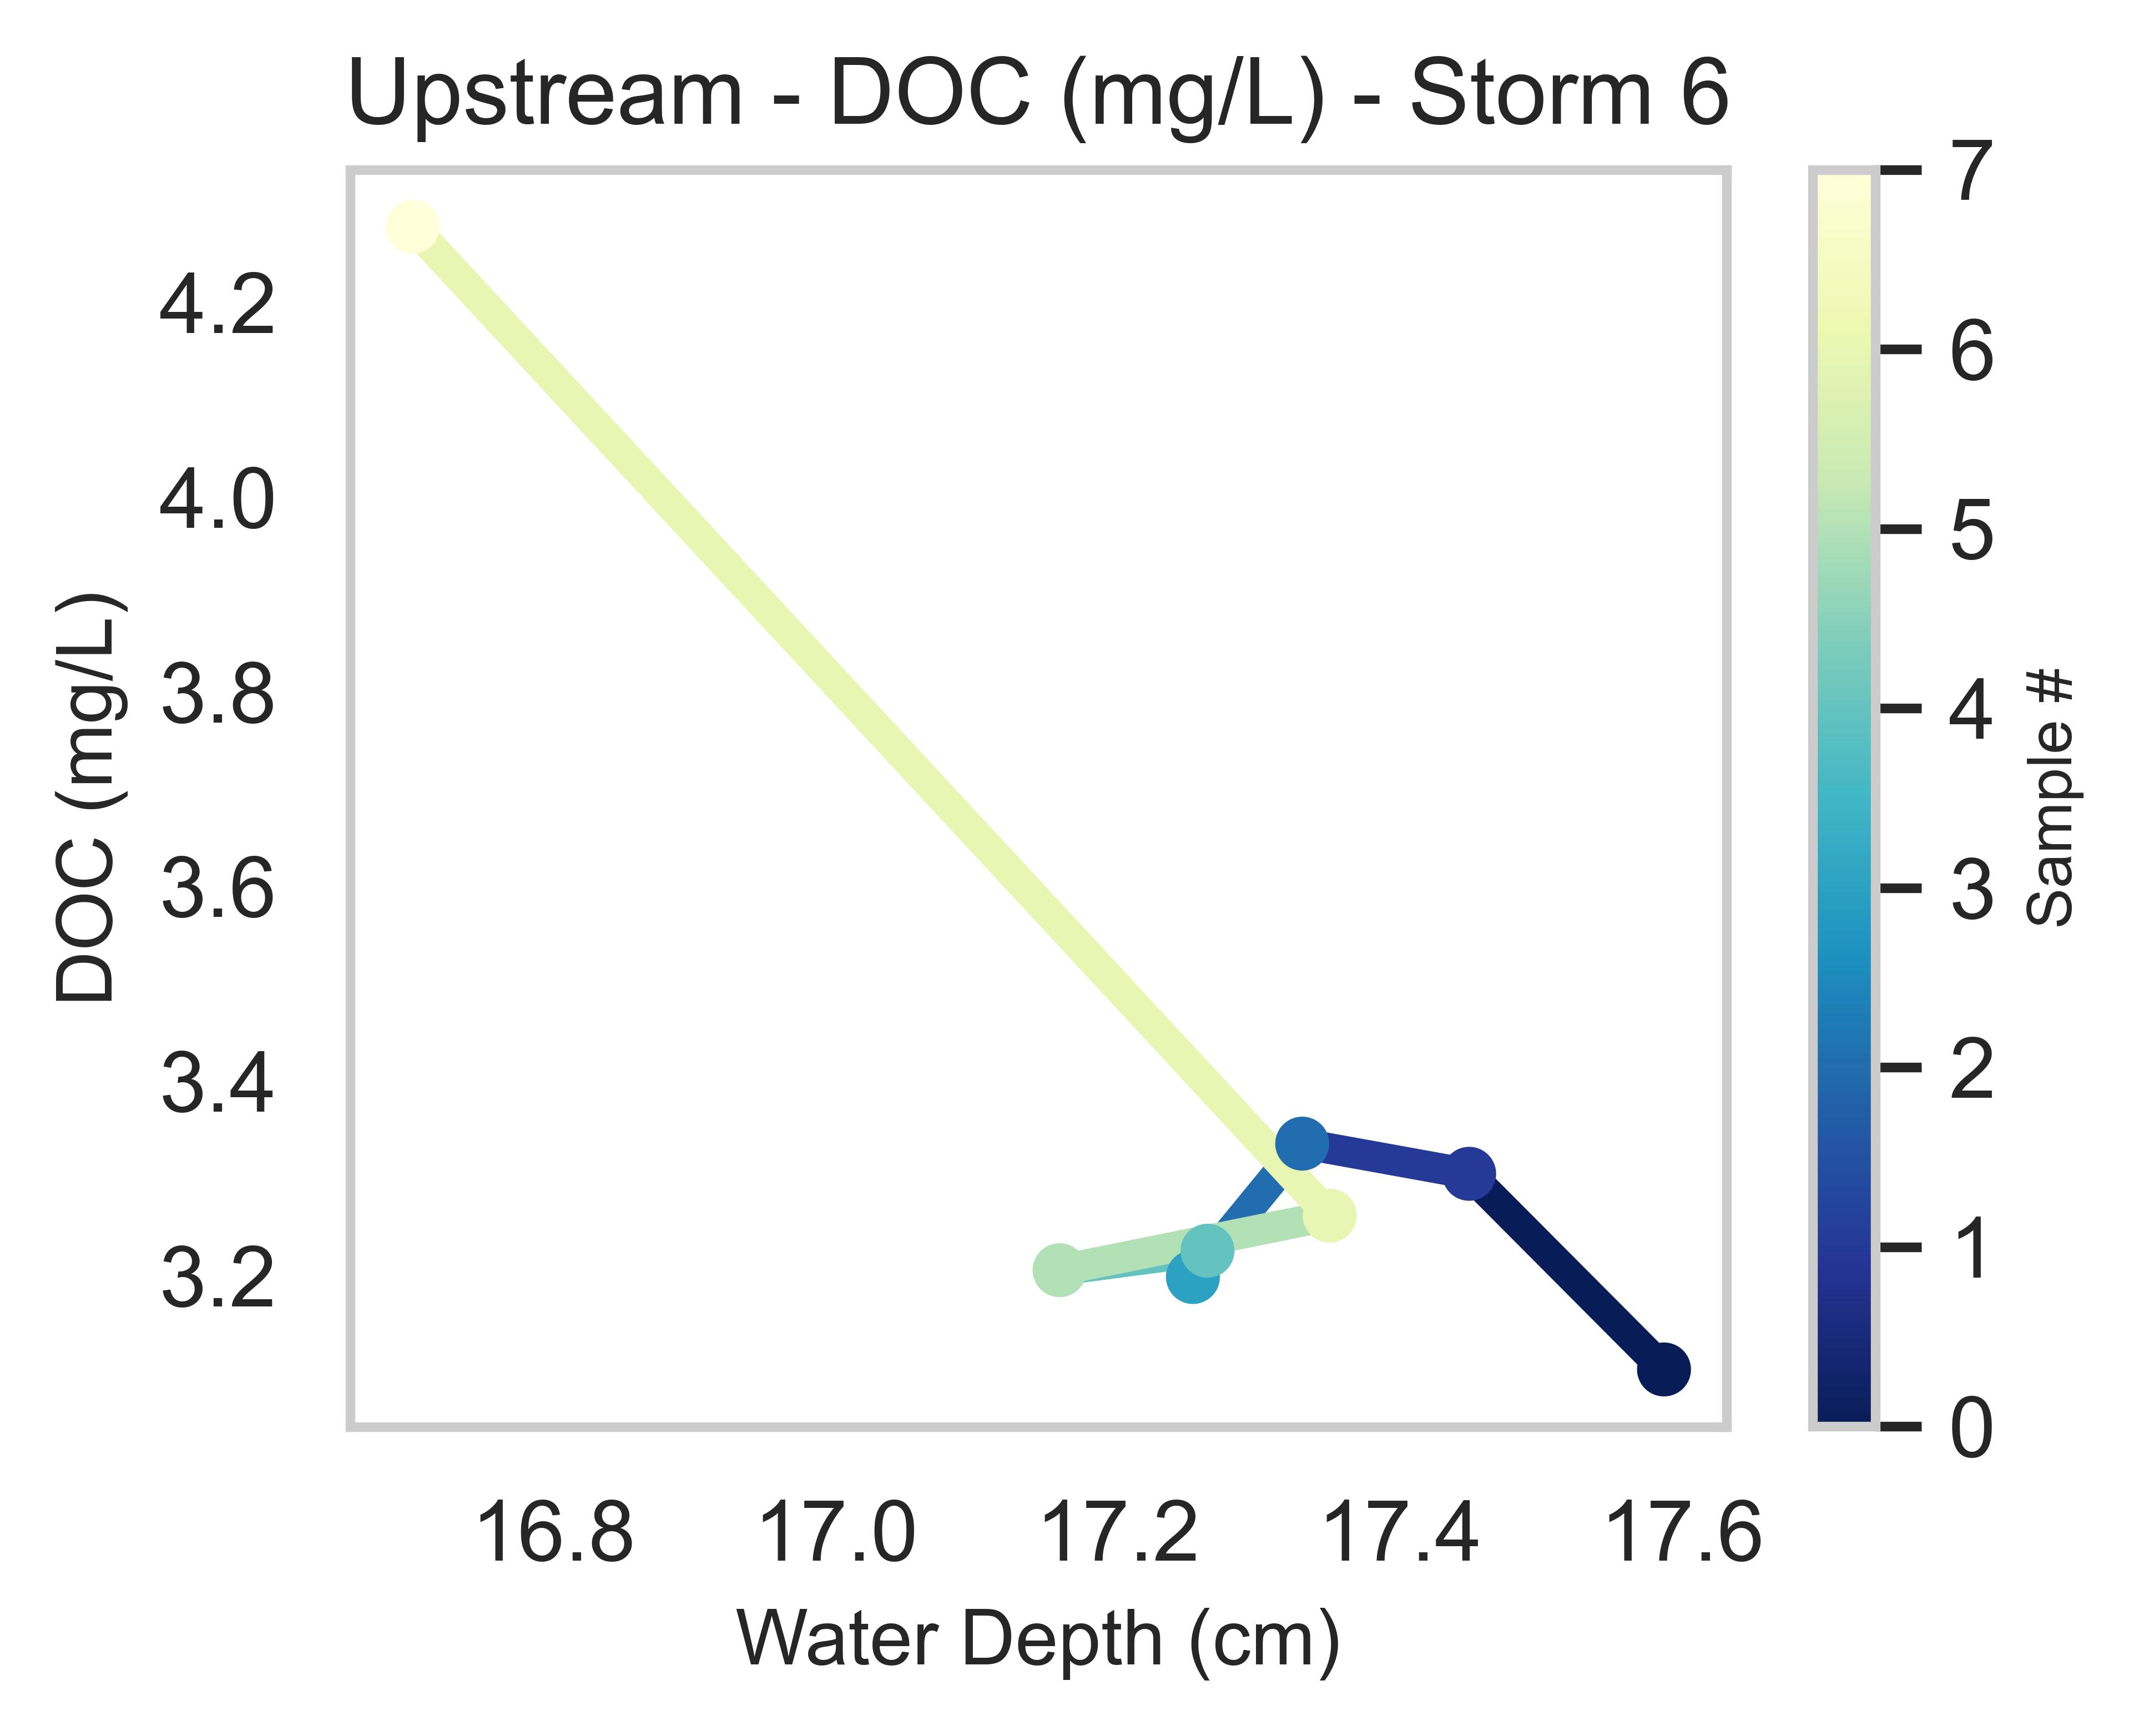 Upstream - DOC (mg/L) - Storm 6
DOC (mg/L)
4.2
4.0
3.8
3.6
3.4
3.2
16.8 17.0 17.2 17.4 17.6
Water Depth (cm)
7
6
5
4
3
2
1
0
Sample #